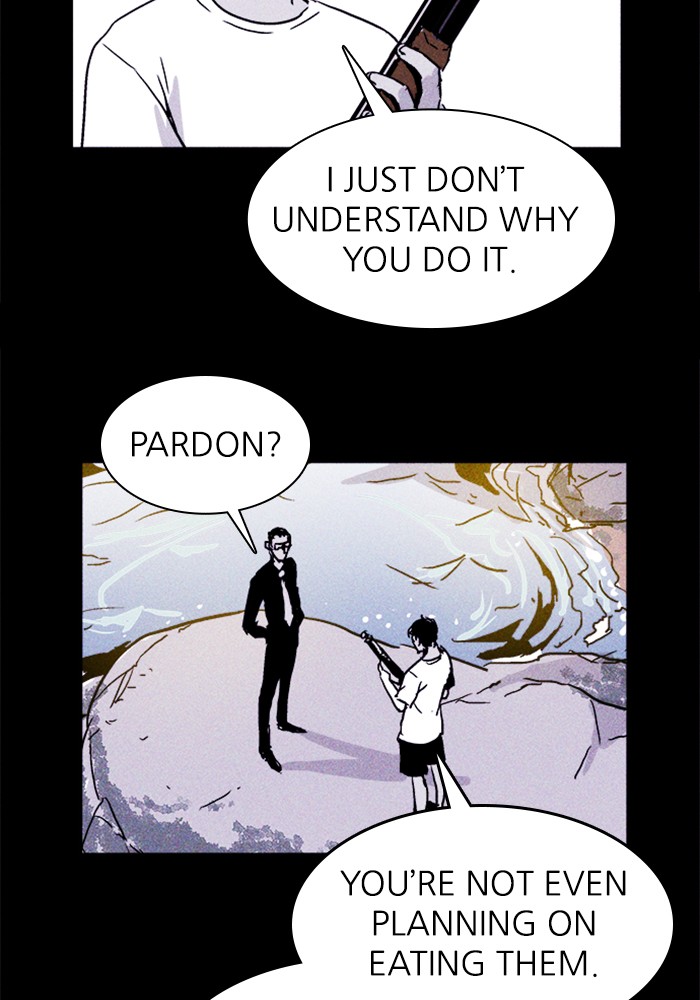 I JUST DON'T
UNDERSTAND WHY
YOU DO IT.
PARDON?
YOU'RE NOT EVEN
PLANNING ON
EATING THEM.